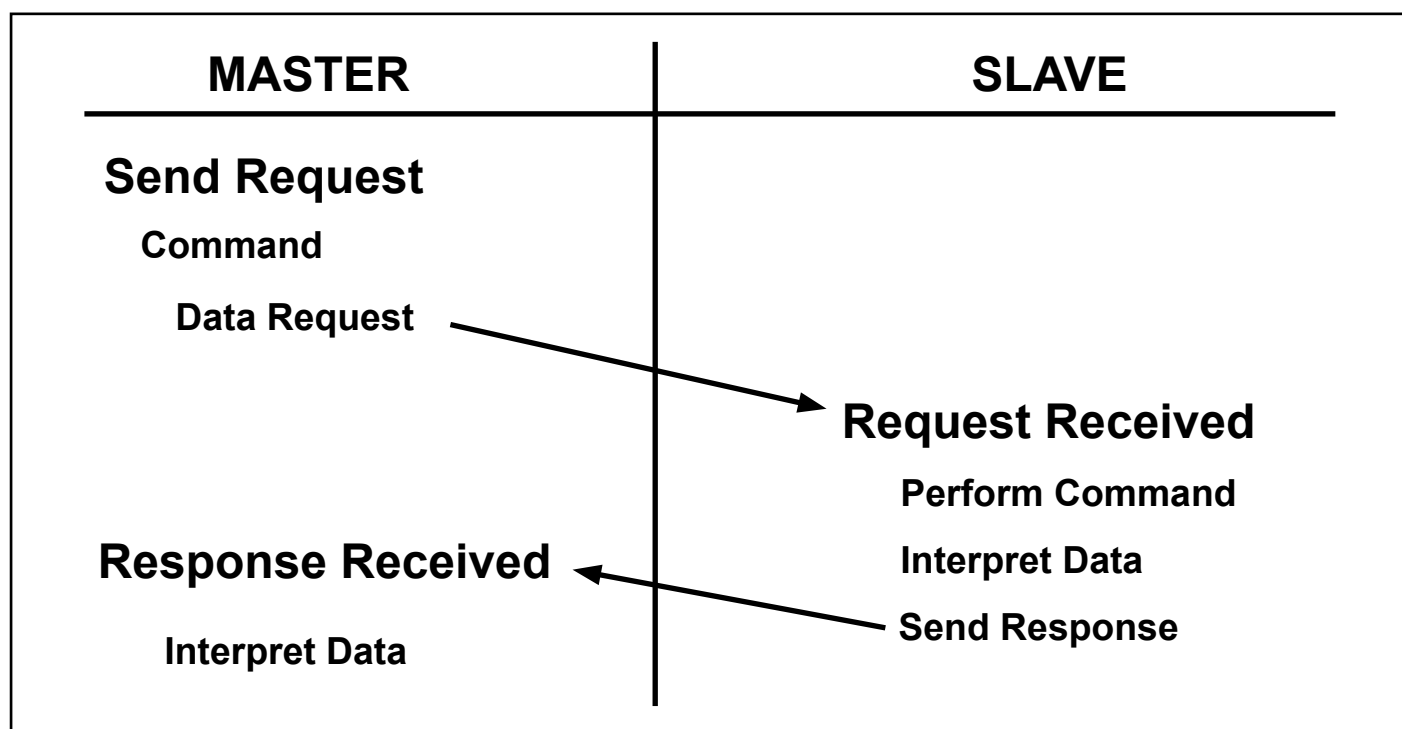 MASTER
SLAVE
Send Request
Command
Data Request
Request Received
Perform Command
Interpret Data
Send Response
Response Received
Interpret Data